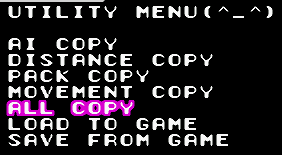 UTILITY MENU(^_^)
AI COPY
DISTANCE COPY
PACK COPY
MOVEMENT COPY
ALL COPY
LOAD TO GAME
SAVE FROM GAME